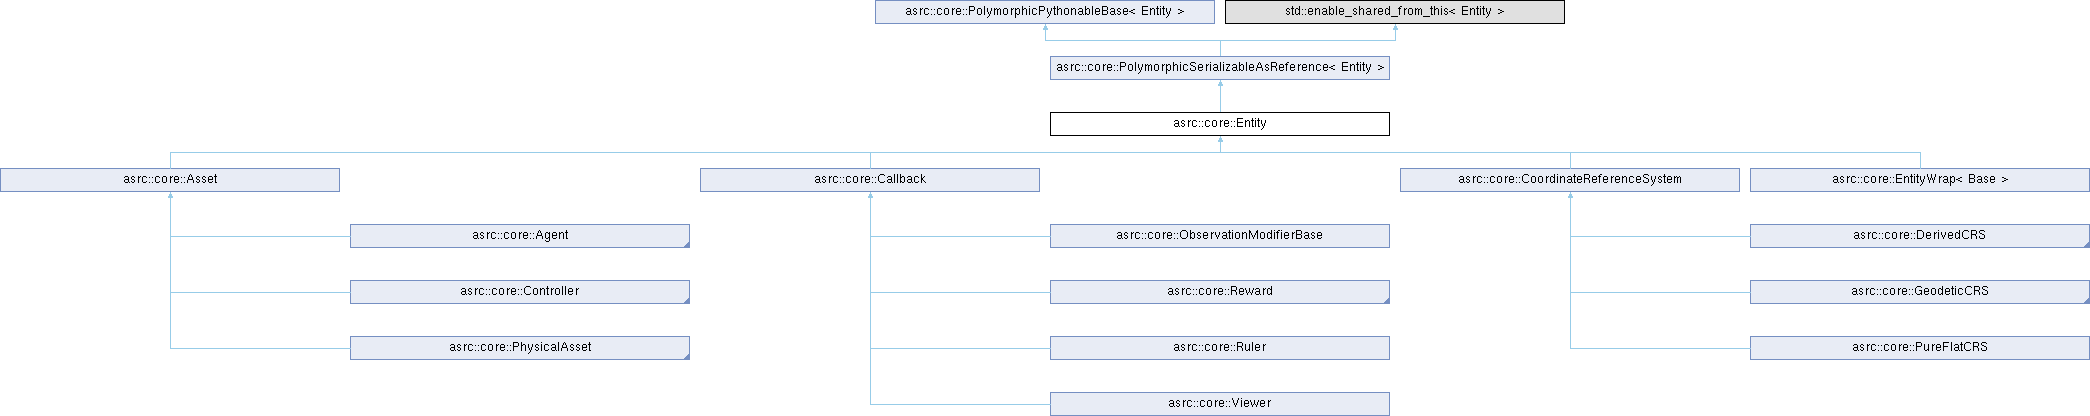 asrc::core::PolymorphicPythonableBase< Entity >
std::enable_shared_from_this< Entity >
asrc::core::PolymorphicSerializableAsReference< Entity >
asrc::core::Entity
asrc::core::Asset
asrc::core::Callback
asrc::core::CoordinateReferenceSystem
asrc::core::EntityWrap< Base >
asrc::core::Agent
asrc::core::ObservationModifierBase
asrc::core::DerivedCRS
asrc::core::Controller
asrc::core::Reward
asrc::core::GeodeticCRS
asrc::core::PhysicalAsset
asrc::core::Ruler
asrc::core::PureFlatCRS
asrc::core::Viewer